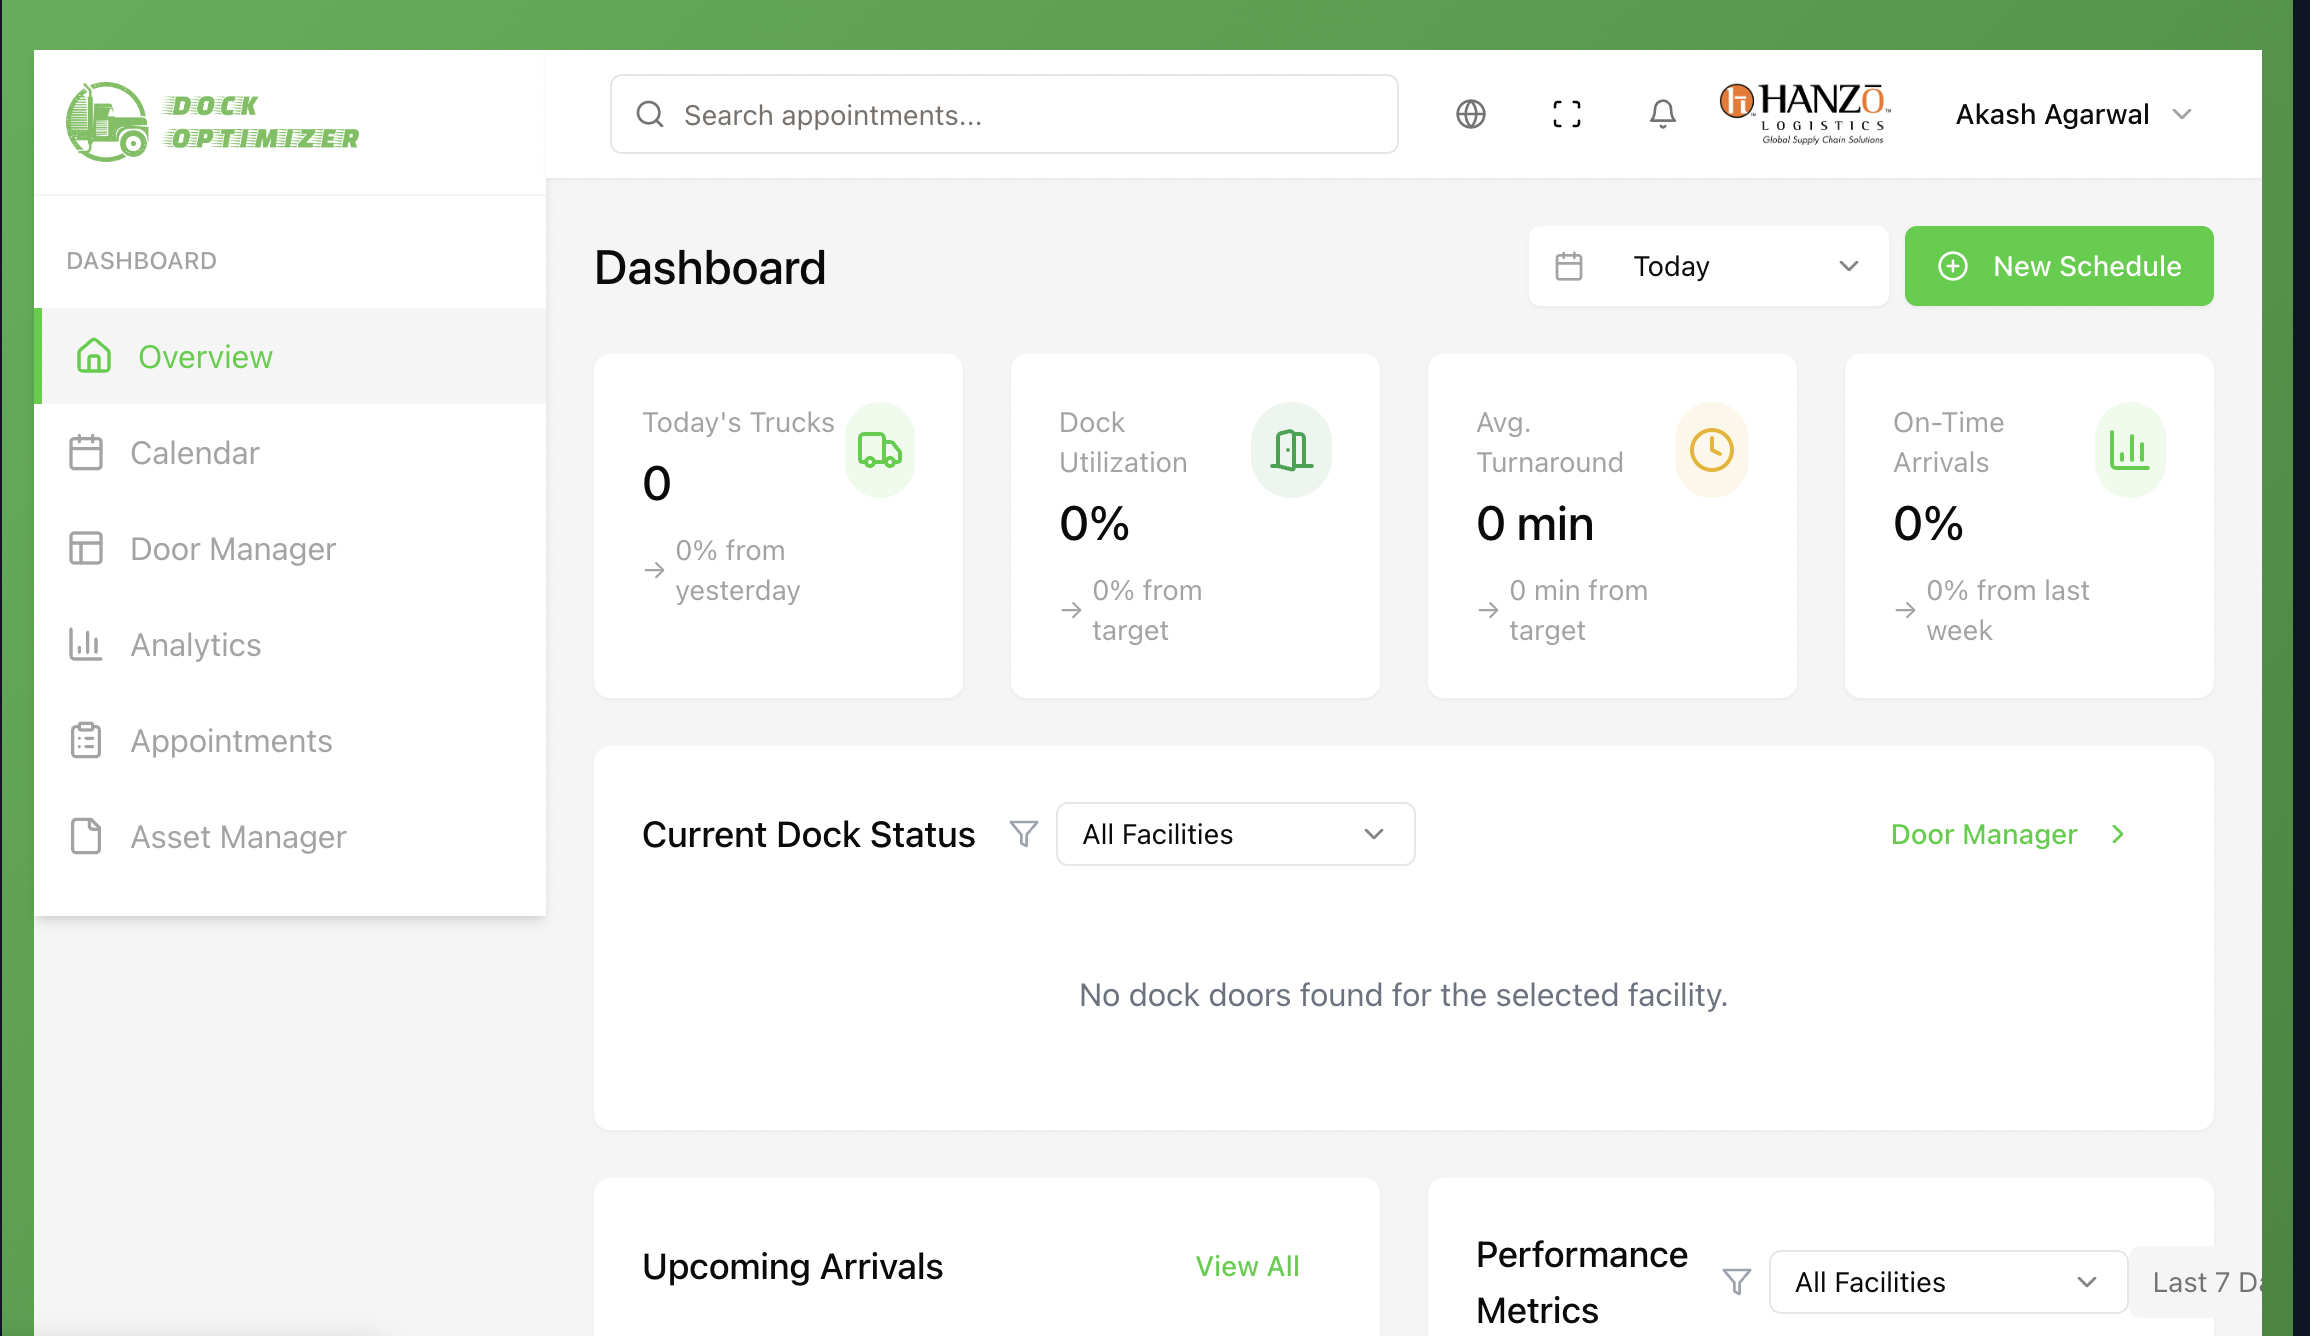 DOCK
OPTIMIZER
Search appointments...
HANZŌ
LOGISTICS
Global Supply Chain Solutions
Akash Agarwal
DASHBOARD
Overview
Calendar
Door Manager
Analytics
Appointments
Asset Manager
Dashboard
Today
New Schedule
Today's Trucks
0
0% from
yesterday
Dock
Utilization
0%
0% from
target
Avg.
Turnaround
0 min
0 min from
target
On-Time
Arrivals
0%
0% from last
week
Current Dock Status
All Facilities
Door Manager
No dock doors found for the selected facility.
Upcoming Arrivals
View All
Performance
Metrics
All Facilities
Last 7 Da